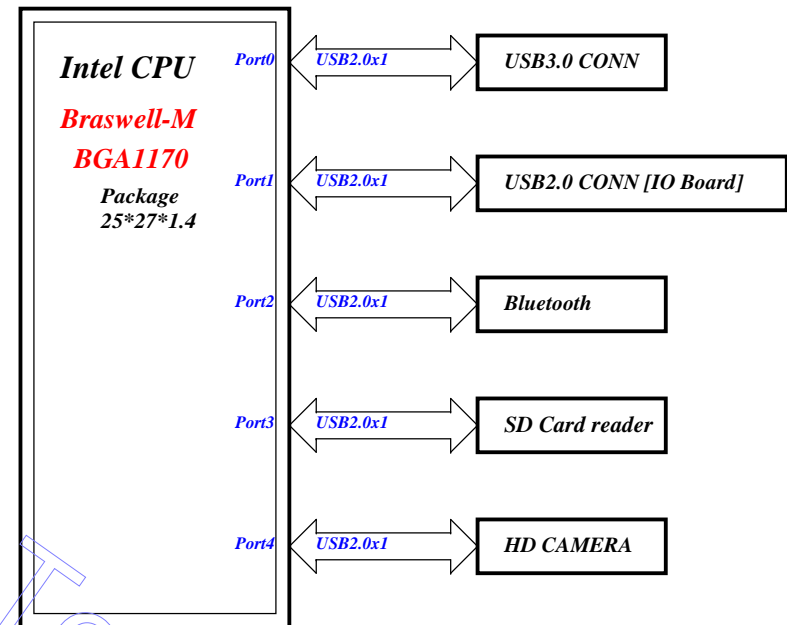 Intel CPU
Braswell-M
BGA1170
Package
25*27*1.4
Port0 USB2.0x1 USB3.0 CONN
Port1 USB2.0x1 USB2.0 CONN [IO Board]
Port2 USB2.0x1 Bluetooth
Port3 USB2.0x1 SD Card reader
Port4 USB2.0x1 HD CAMERA